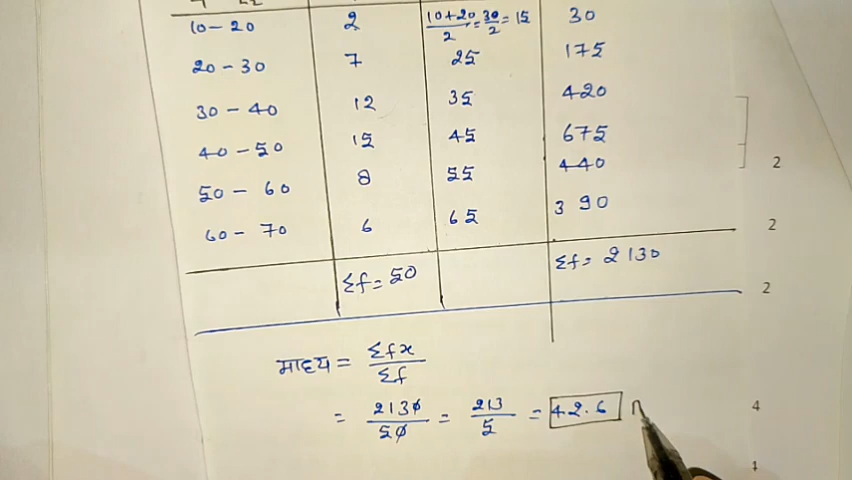 10 - 20 2 10+20/2 = 30/2 = 15 30
20 - 30 7 25 175
30 - 40 12 35 420
40 - 50 15 45 675
50 - 60 8 55 440
60 - 70 6 65 390
Σf = 50 Σf = 2130
माध्य = Σfx/Σf
= 2130/50 = 213/5 = 42.6
2
2
2
4
1